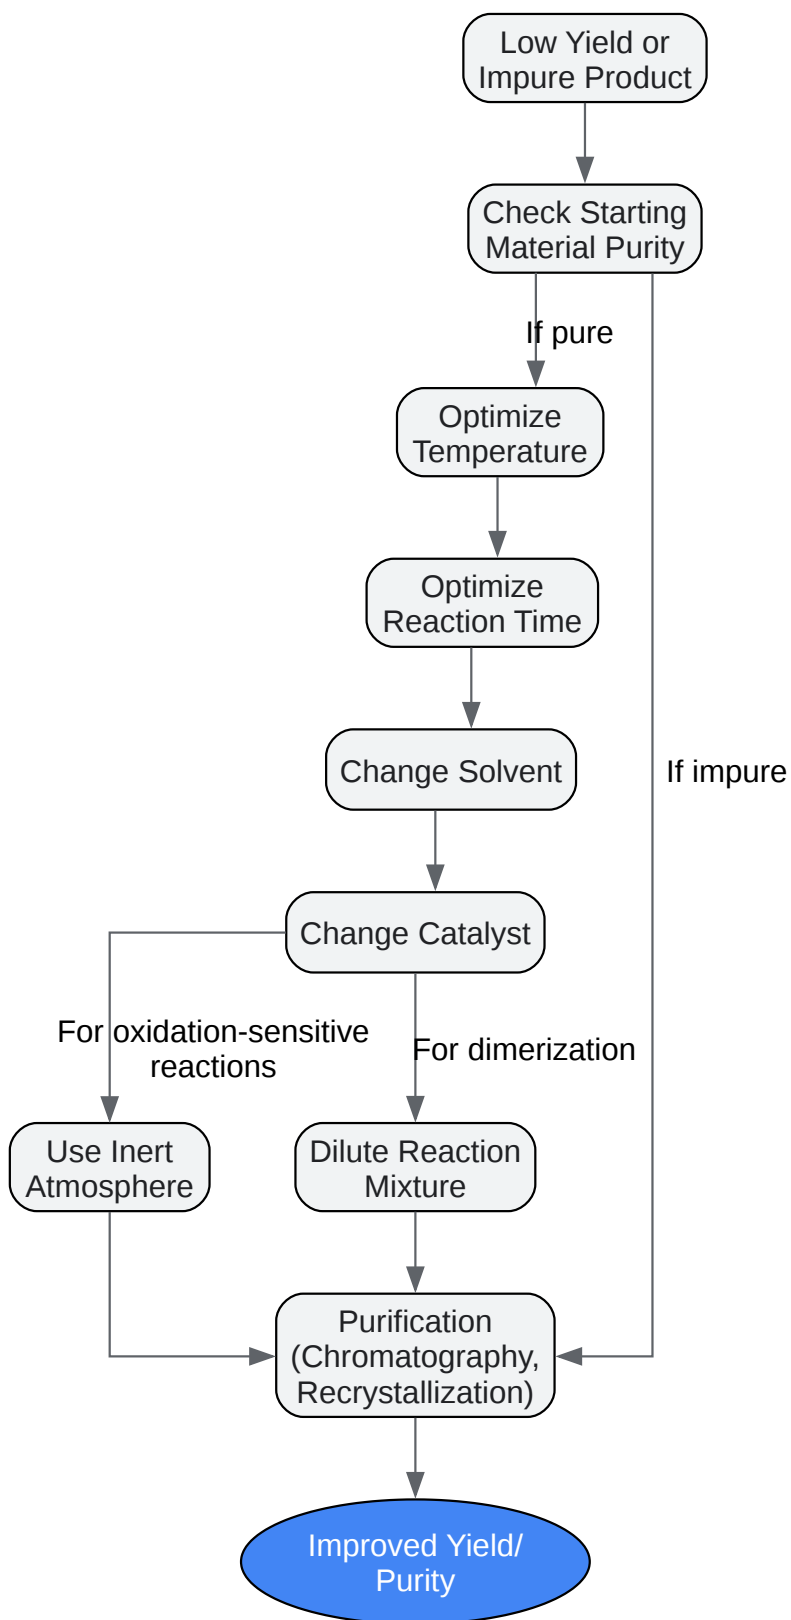 Low Yield or
Impure Product
Check Starting
Material Purity
If pure
Optimize
Temperature
Optimize
Reaction Time
Change Solvent
If impure
Change Catalyst
For oxidation-sensitive
reactions
For dimerization
Use Inert
Atmosphere
Dilute Reaction
Mixture
Purification
(Chromatography,
Recrystallization)
Improved Yield/
Purity